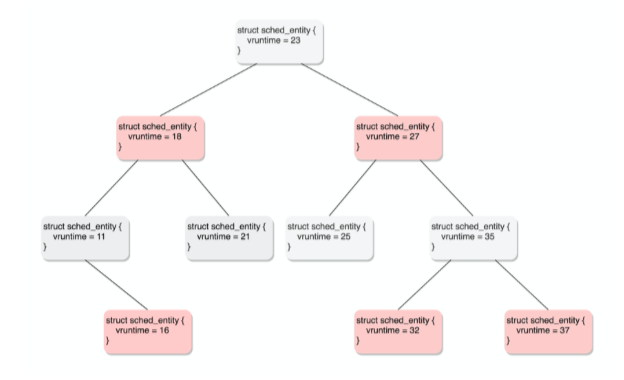 struct sched_entity {
vruntime = 23
}
struct sched_entity {
vruntime = 18
}
struct sched_entity {
vruntime = 27
}
struct sched_entity {
vruntime = 11
}
struct sched_entity {
vruntime = 21
}
struct sched_entity {
vruntime = 25
}
struct sched_entity {
vruntime = 35
}
struct sched_entity {
vruntime = 16
}
struct sched_entity {
vruntime = 32
}
struct sched_entity {
vruntime = 37
}